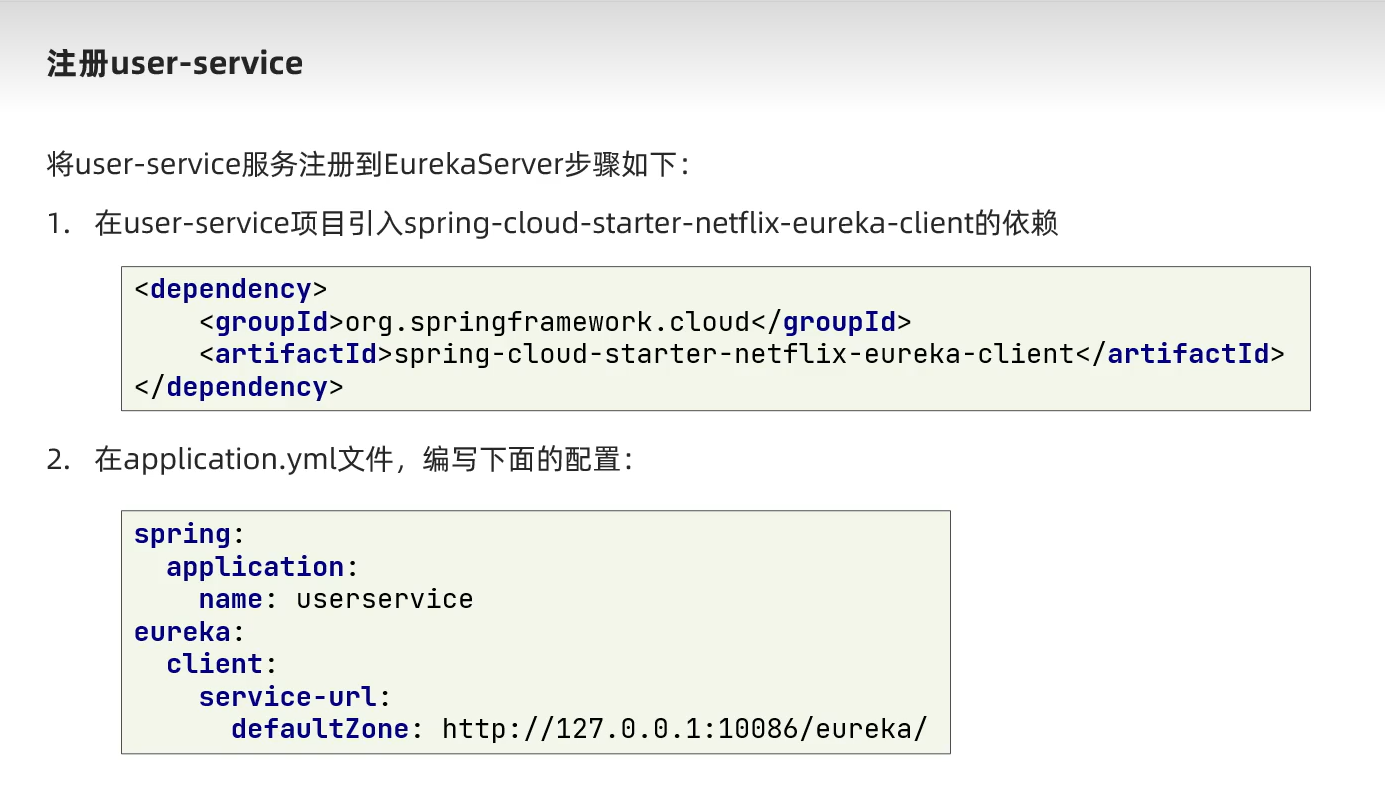 注册user-service
将user-service服务注册到EurekaServer步骤如下：
1. 在user-service项目引入spring-cloud-starter-netflix-eureka-client的依赖
<dependency>
    <groupId>org.springframework.cloud</groupId>
    <artifactId>spring-cloud-starter-netflix-eureka-client</artifactId>
</dependency>
2. 在application.yml文件，编写下面的配置：
spring:
  application:
    name: userservice
eureka:
  client:
    service-url:
      defaultZone: http://127.0.0.1:10086/eureka/